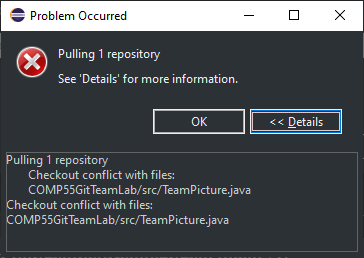 Problem Occurred
Pulling 1 repository
See 'Details' for more information.
OK
<< Details
Pulling 1 repository
Checkout conflict with files:
COMP55GitTeamLab/src/TeamPicture.java
Checkout conflict with files:
COMP55GitTeamLab/src/TeamPicture.java